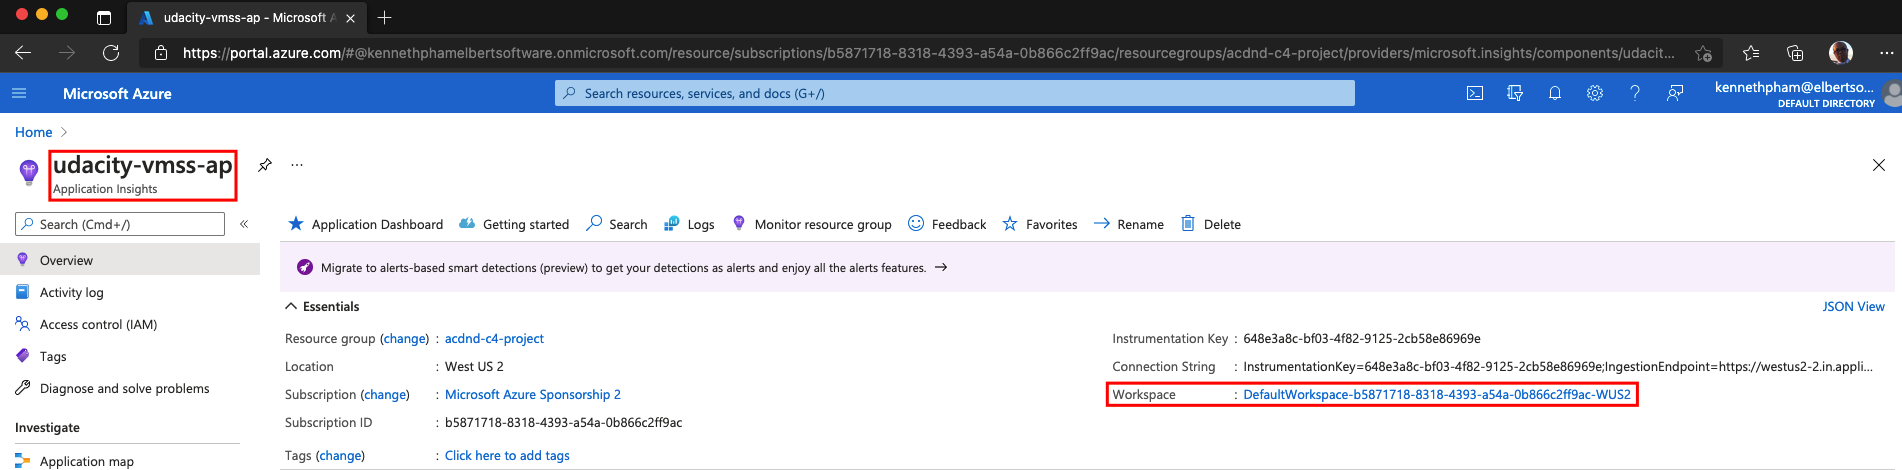 udacity-vmss-ap - Microsoft A
https://portal.azure.com/#@kennethphamelbertsoftware.onmicrosoft.com/resource/subscriptions/b5871718-8318-4393-a54a-0b866c2ff9ac/resourcegroups/acdnd-c4-project/providers/microsoft.insights/components/udacit...
Microsoft Azure
Search resources, services, and docs (G+/)
kennethpham@elbertso...
DEFAULT DIRECTORY
Home
udacity-vmss-ap
Application Insights
Search (Cmd+/)
Overview
Activity log
Access control (IAM)
Tags
Diagnose and solve problems
Investigate
Application map
Application Dashboard Getting started Search Logs Monitor resource group Feedback Favorites Rename Delete
Migrate to alerts-based smart detections (preview) to get your detections as alerts and enjoy all the alerts features.
Essentials
JSON View
Resource group (change) : acdnd-c4-project
Location : West US 2
Subscription (change) : Microsoft Azure Sponsorship 2
Subscription ID : b5871718-8318-4393-a54a-0b866c2ff9ac
Tags (change) : Click here to add tags
Instrumentation Key : 648e3a8c-bf03-4f82-9125-2cb58e86969e
Connection String : InstrumentationKey=648e3a8c-bf03-4f82-9125-2cb58e86969e;IngestionEndpoint=https://westus2-2.in.appli...
Workspace : DefaultWorkspace-b5871718-8318-4393-a54a-0b866c2ff9ac-WUS2